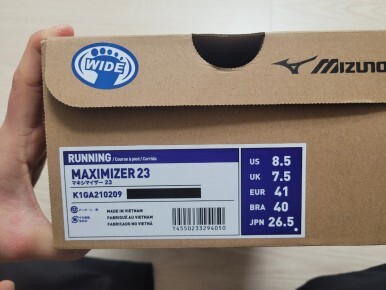 WIDE
MIZUNO
RUNNING / Course à pied / Corrida
MAXIMIZER 23
マキシマイザー 23
K1GA210209
MADE IN VIETNAM
FABRIQUÉ AU VIETNAM
FABRICADO NO VIETNÃ
4550233294050
US 8.5
UK 7.5
EUR 41
BRA 40
JPN 26.5